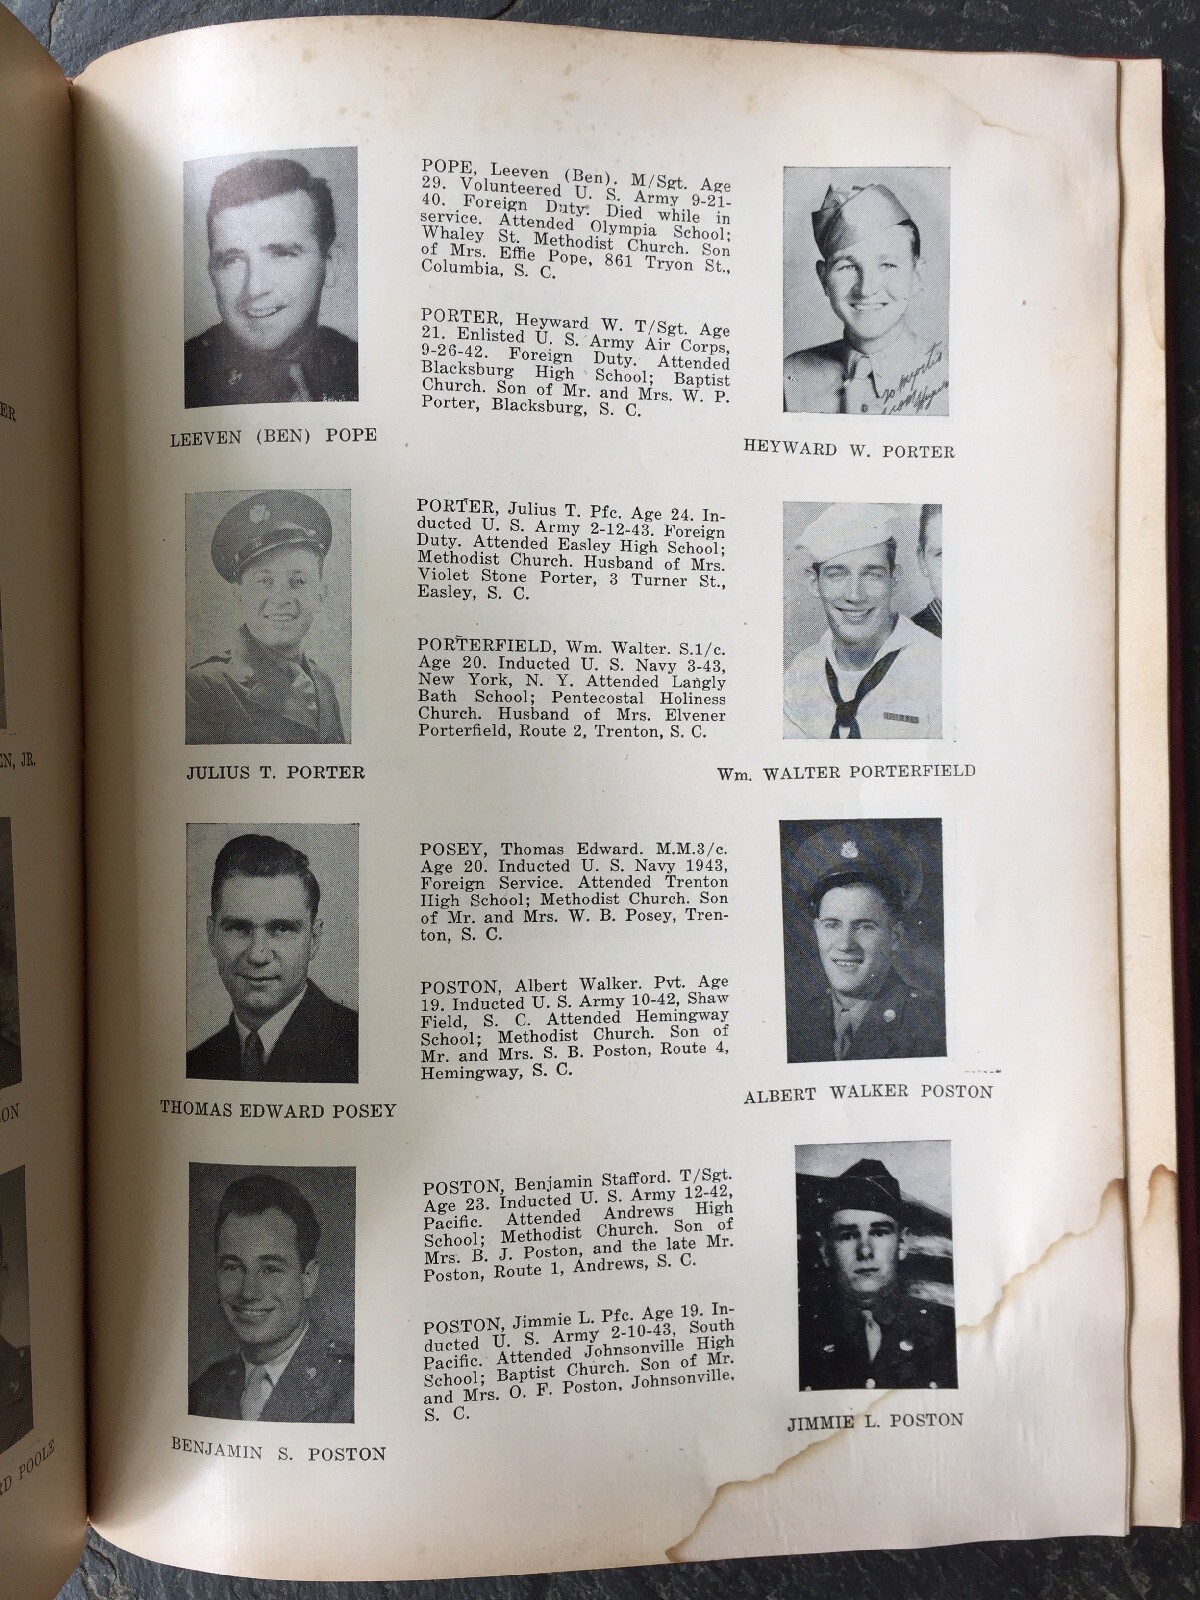 POPE, Leeven (Ben). M/Sgt. Age
29. Volunteered U. S. Army 9-21-
40. Foreign Duty. Died while in
service. Attended Olympia School;
Whaley St. Methodist Church. Son
of Mrs. Effie Pope, 861 Tryon St.,
Columbia, S. C.
PORTER, Heyward W. T/Sgt. Age
21. Enlisted U. S. Army Air Corps,
9-26-42. Foreign Duty. Attended
Blacksburg High School; Baptist
Church. Son of Mr. and Mrs. W. P.
Porter, Blacksburg, S. C.
to Myrtis
from
LEEVEN (BEN) POPE
HEYWARD W. PORTER
PORTER, Julius T. Pfc. Age 24. In-
ducted U. S. Army 2-12-43. Foreign
Duty. Attended Easley High School;
Methodist Church. Husband of Mrs.
Violet Stone Porter, 3 Turner St.,
Easley, S. C.
PORTERFIELD, Wm. Walter. S.1/c.
Age 20. Inducted U. S. Navy 3-43,
New York, N. Y. Attended Langly
Bath School; Pentecostal Holiness
Church. Husband of Mrs. Elvener
Porterfield, Route 2, Trenton, S. C.
JULIUS T. PORTER
Wm. WALTER PORTERFIELD
POSEY, Thomas Edward. M.M.3/c.
Age 20. Inducted U. S. Navy 1943,
Foreign Service. Attended Trenton
High School; Methodist Church. Son
of Mr. and Mrs. W. B. Posey, Tren-
ton, S. C.
POSTON, Albert Walker. Pvt. Age
19. Inducted U. S. Army 10-42, Shaw
Field, S. C. Attended Hemingway
School; Methodist Church. Son of
Mr. and Mrs. S. B. Poston, Route 4,
Hemingway, S. C.
THOMAS EDWARD POSEY
ALBERT WALKER POSTON
POSTON, Benjamin Stafford. T/Sgt.
Age 23. Inducted U. S. Army 12-42,
Pacific. Attended Andrews High
School; Methodist Church. Son of
Mrs. B. J. Poston, and the late Mr.
Poston, Route 1, Andrews, S. C.
POSTON, Jimmie L. Pfc. Age 19. In-
ducted U. S. Army 2-10-43, South
Pacific. Attended Johnsonville High
School; Baptist Church. Son of Mr.
and Mrs. O. F. Poston, Johnsonville,
S. C.
BENJAMIN S. POSTON
JIMMIE L. POSTON
ER
EN, JR.
ON
RD POOLE